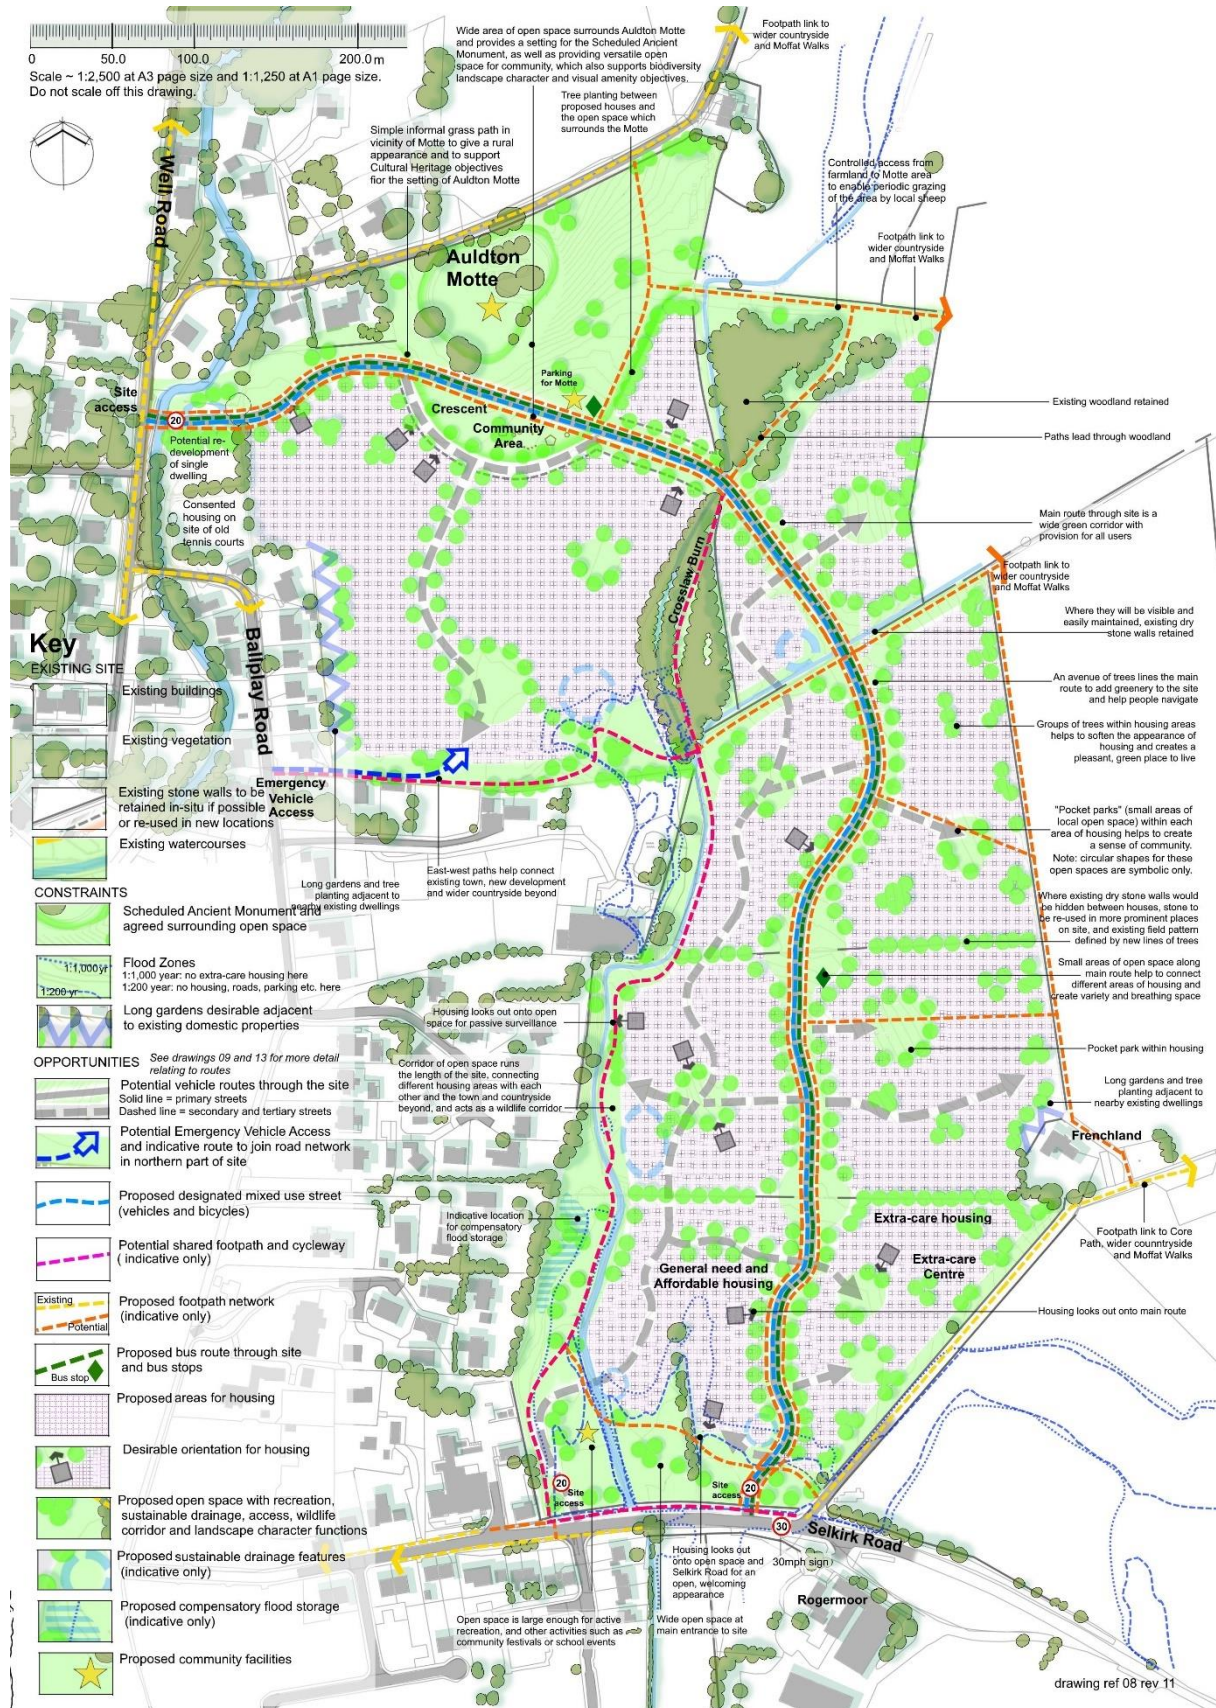 0 50.0 100.0 200.0 m
Scale ~ 1:2,500 at A3 page size and 1:1,250 at A1 page size.
Do not scale off this drawing.
Wide area of open space surrounds Auldton Motte
and provides a setting for the Scheduled Ancient
Monument, as well as providing versatile open
space for community, which also supports biodiversity
landscape character and visual amenity objectives.
Footpath link to
wider countryside
and Moffat Walks
Tree planting between
proposed houses and
the open space which
surrounds the Motte
Simple informal grass path in
vicinity of Motte to give a rural
appearance and to support
Cultural Heritage objectives
fior the setting of Auldton Motte
Controlled access from
farmland to Motte area
to enable periodic grazing
of the area by local sheep
Footpath link to
wider countryside
and Moffat Walks
Well Road
Auldton
Motte
Parking
for Motte
Site
access
20
Crescent
Community
Area
Potential re-
development
of single
dwelling
Consented
housing on
site of old
tennis courts
Existing woodland retained
Paths lead through woodland
Main route through site is a
wide green corridor with
provision for all users
Crosslaw Burn
Footpath link to
wider countryside
and Moffat Walks
Where they will be visible and
easily maintained, existing dry
stone walls retained
An avenue of trees lines the main
route to add greenery to the site
and help people navigate
Groups of trees within housing areas
helps to soften the appearance of
housing and creates a
pleasant, green place to live
Ballplay Road
Emergency
Vehicle
Access
"Pocket parks" (small areas of
local open space) within each
area of housing helps to create
a sense of community.
Note: circular shapes for these
open spaces are symbolic only.
Long gardens and tree
planting adjacent to
nearby existing dwellings
East-west paths help connect
existing town, new development
and wider countryside beyond
Where existing dry stone walls would
be hidden between houses, stone to
be re-used in more prominent places
on site, and existing field pattern
defined by new lines of trees
Small areas of open space along
main route help to connect
different areas of housing and
create variety and breathing space
Housing looks out onto open
space for passive surveillance
Pocket park within housing
Corridor of open space runs
the length of the site, connecting
different housing areas with each
other and the town and countryside
beyond, and acts as a wildlife corridor
Long gardens and tree
planting adjacent to
nearby existing dwellings
Frenchland
Indicative location
for compensatory
flood storage
Extra-care housing
Extra-care
Centre
Footpath link to Core
Path, wider counntryside
and Moffat Walks
General need and
Affordable housing
Housing looks out onto main route
20
Site
access
Site
access
20
30
30mph sign
Selkirk Road
Housing looks out
onto open space and
Selkirk Road for an
open, welcoming
appearance
Rogermoor
Open space is large enough for active
recreation, and other activities such as
community festivals or school events
Wide open space at
main entrance to site
drawing ref 08 rev 11
Key
EXISTING SITE
Existing buildings
Existing vegetation
Existing stone walls to be
retained in-situ if possible
or re-used in new locations
Existing watercourses
CONSTRAINTS
Scheduled Ancient Monument and
agreed surrounding open space
1:1,000 yr
1:200 yr
Flood Zones
1:1,000 year: no extra-care housing here
1:200 year: no housing, roads, parking etc. here
Long gardens desirable adjacent
to existing domestic properties
OPPORTUNITIES See drawings 09 and 13 for more detail
relating to routes
Potential vehicle routes through the site
Solid line = primary streets
Dashed line = secondary and tertiary streets
Potential Emergency Vehicle Access
and indicative route to join road network
in northern part of site
Proposed designated mixed use street
(vehicles and bicycles)
Potential shared footpath and cycleway
( indicative only)
Existing
Potential
Proposed footpath network
(indicative only)
Bus stop
Proposed bus route through site
and bus stops
Proposed areas for housing
Desirable orientation for housing
Proposed open space with recreation,
sustainable drainage, access, wildlife
corridor and landscape character functions
Proposed sustainable drainage features
(indicative only)
Proposed compensatory flood storage
(indicative only)
Proposed community facilities